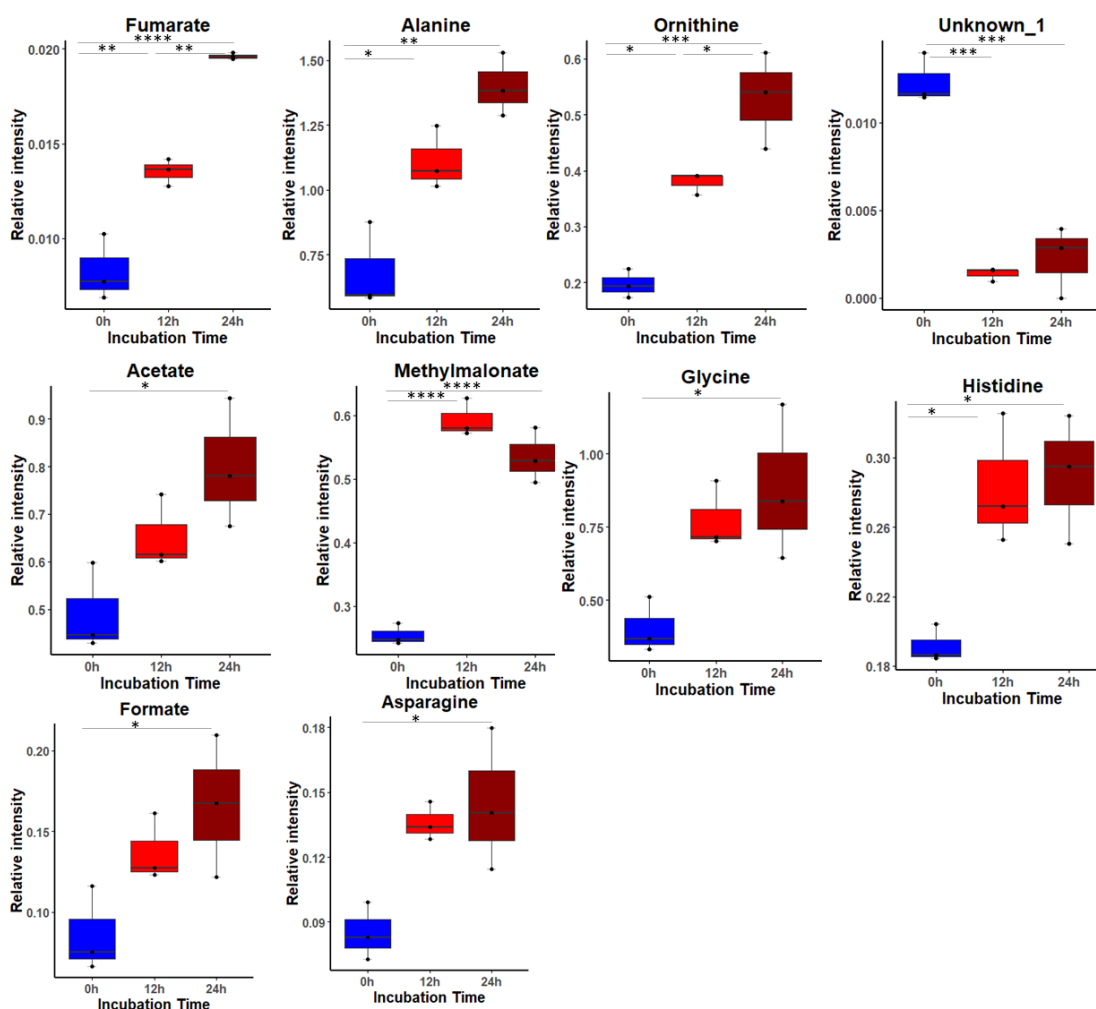 Fumarate
Relative intensity
0.020
0.015
0.010
****
**
**
0h
12h
24h
Incubation Time
Alanine
Relative intensity
1.50
1.25
1.00
0.75
**
*
0h
12h
24h
Incubation Time
Ornithine
Relative intensity
0.6
0.5
0.4
0.3
0.2
***
*
*
0h
12h
24h
Incubation Time
Unknown_1
Relative intensity
0.010
0.005
0.000
***
***
0h
12h
24h
Incubation Time
Acetate
Relative intensity
0.9
0.8
0.7
0.6
0.5
*
0h
12h
24h
Incubation Time
Methylmalonate
Relative intensity
0.6
0.5
0.3
****
****
0h
12h
24h
Incubation Time
Glycine
Relative intensity
1.00
0.75
0.50
*
0h
12h
24h
Incubation Time
Histidine
Relative intensity
0.30
0.26
0.22
0.18
*
*
0h
12h
24h
Incubation Time
Formate
Relative intensity
0.20
0.15
0.10
*
0h
12h
24h
Incubation Time
Asparagine
Relative intensity
0.18
0.15
0.12
0.09
*
0h
12h
24h
Incubation Time